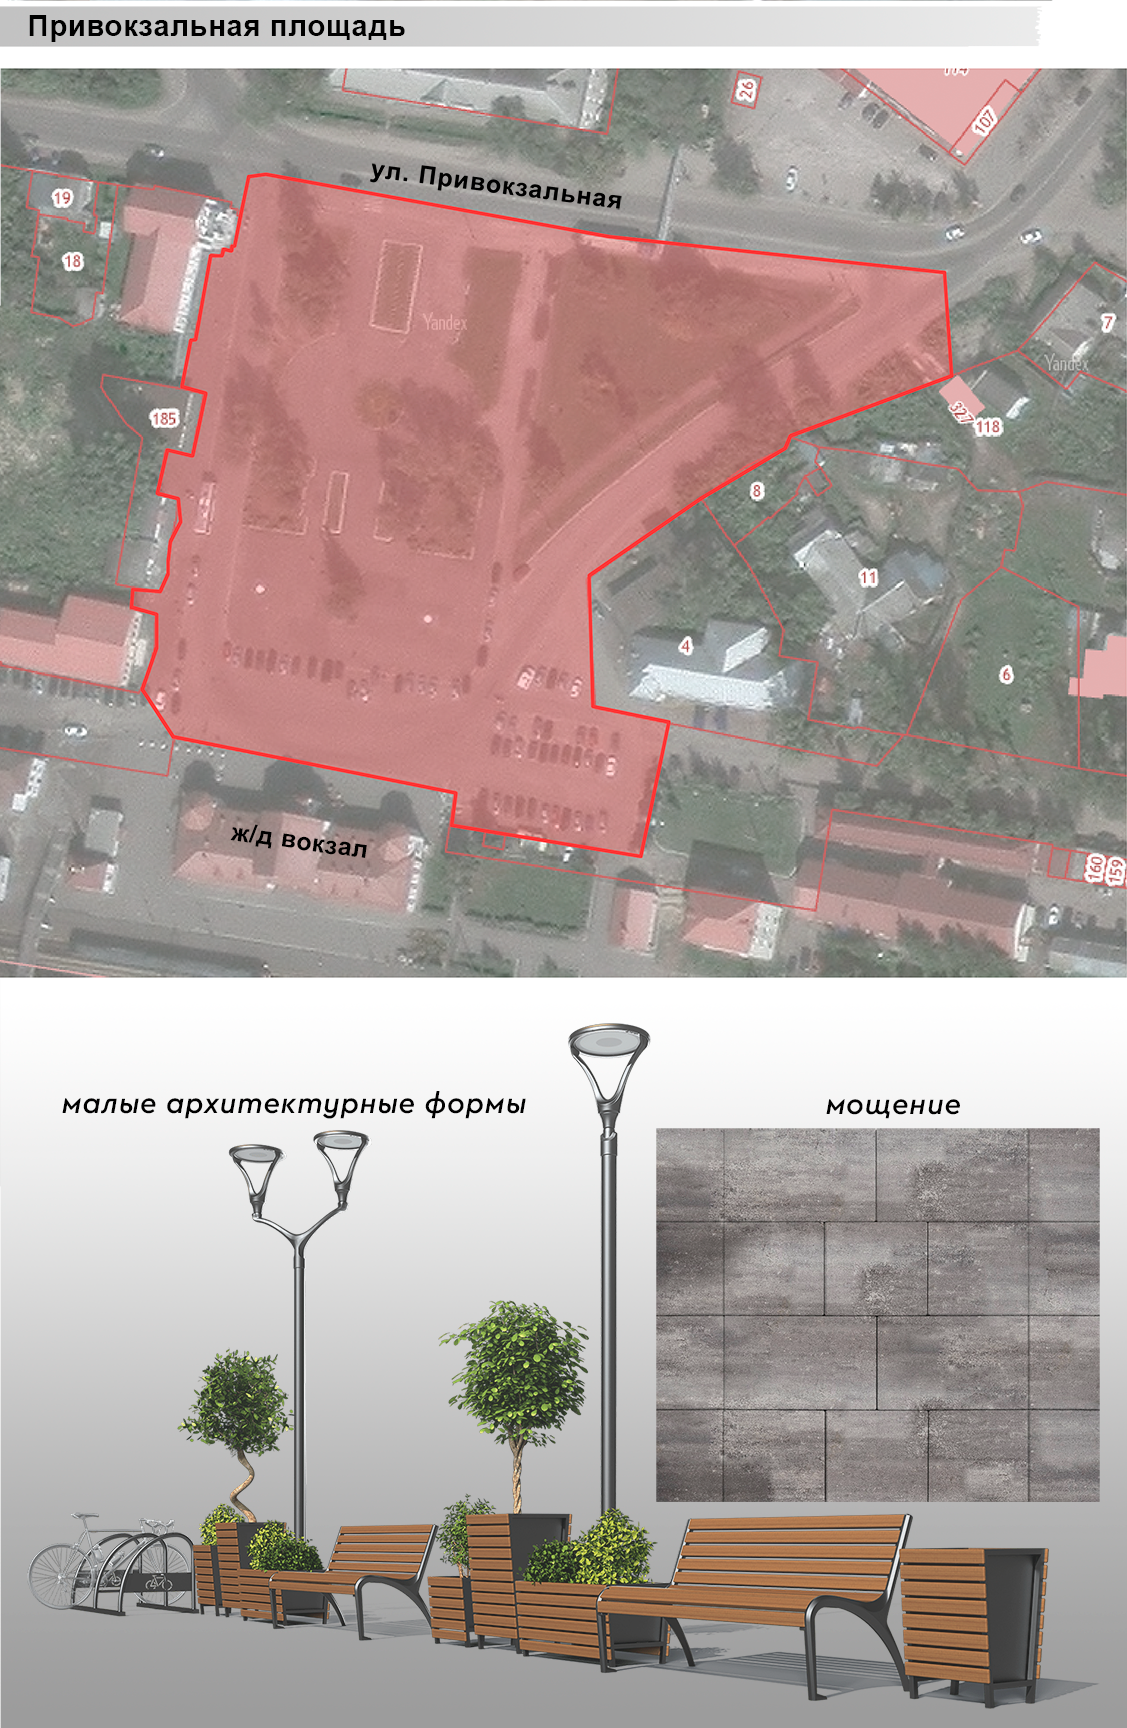 Привокзальная площадь
114
26
107
ул. Привокзальная
19
18
7
Yandex
Yandex
327
118
185
8
11
4
6
ж/д вокзал
160
159
малые архитектурные формы
мощение